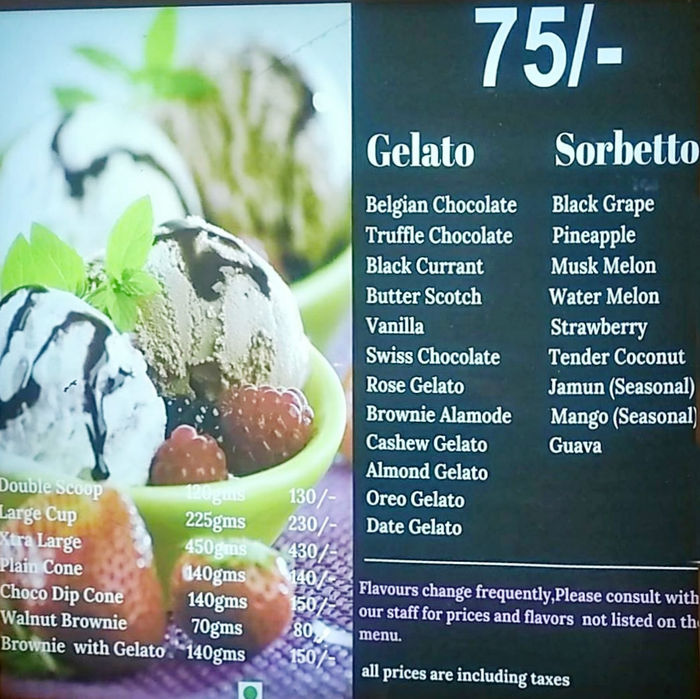 75/-
Gelato
Belgian Chocolate
Truffle Chocolate
Black Currant
Butter Scotch
Vanilla
Swiss Chocolate
Rose Gelato
Brownie Alamode
Cashew Gelato
Almond Gelato
Oreo Gelato
Date Gelato
Sorbetto
Black Grape
Pineapple
Musk Melon
Water Melon
Strawberry
Tender Coconut
Jamun (Seasonal)
Mango (Seasonal)
Guava
Double Scoop 120gms 130/-
Large Cup 225gms 230/-
Xtra Large 450gms 430/-
Plain Cone 140gms 140/-
Choco Dip Cone 140gms 150/-
Walnut Brownie 70gms 80/-
Brownie with Gelato 140gms 150/-
Flavours change frequently,Please consult with
our staff for prices and flavors not listed on th
menu.
all prices are including taxes